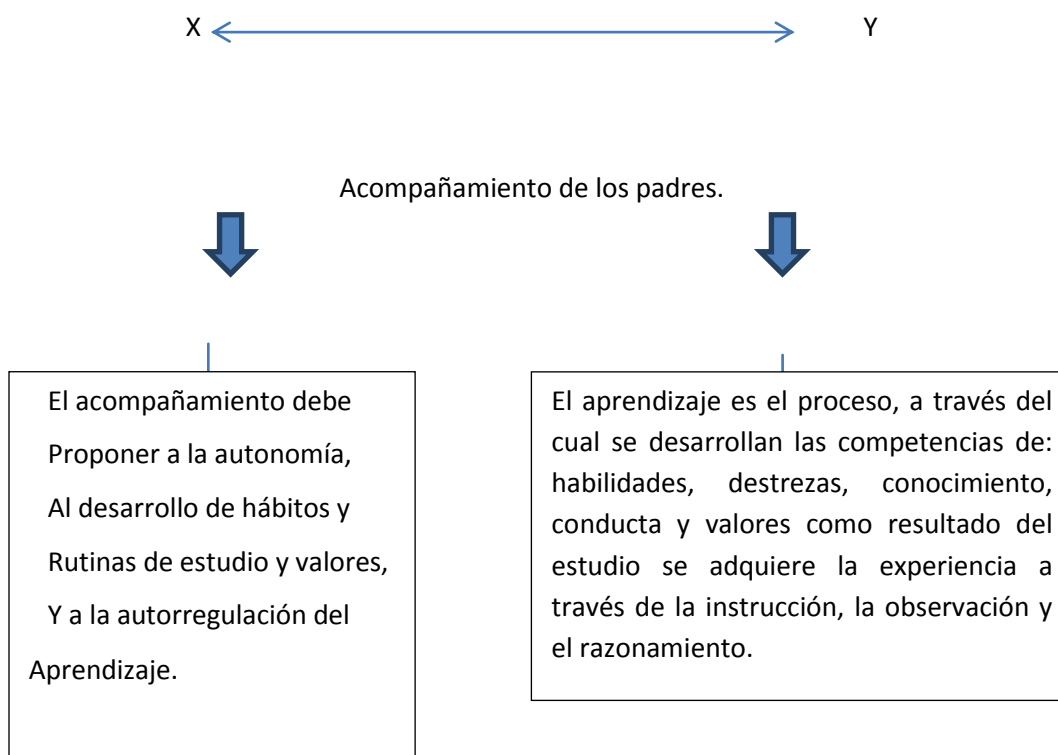 X Y
Acompañamiento de los padres.
El acompañamiento debe
Proponer a la autonomía,
Al desarrollo de hábitos y
Rutinas de estudio y valores,
Y a la autorregulación del
Aprendizaje.
El aprendizaje es el proceso, a través del
cual se desarrollan las competencias de:
habilidades, destrezas, conocimiento,
conducta y valores como resultado del
estudio se adquiere la experiencia a
través de la instrucción, la observación y
el razonamiento.